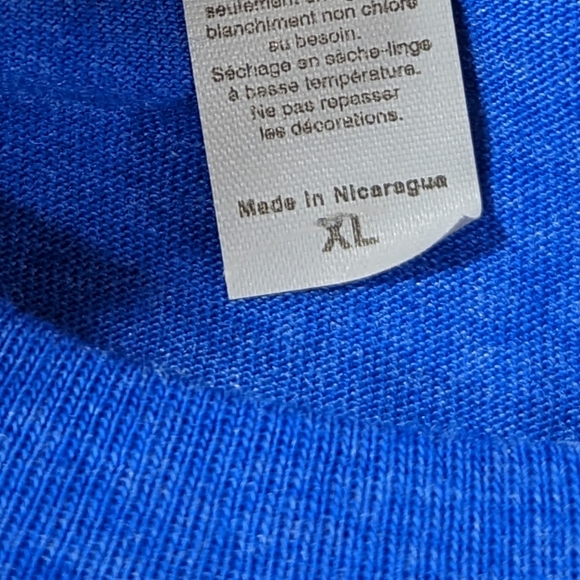 seulement
blanchiment non chloré
au besoin.
Séchage en sèche-linge
à basse température.
Ne pas repasser
les décorations.
Made in Nicaragua
XL